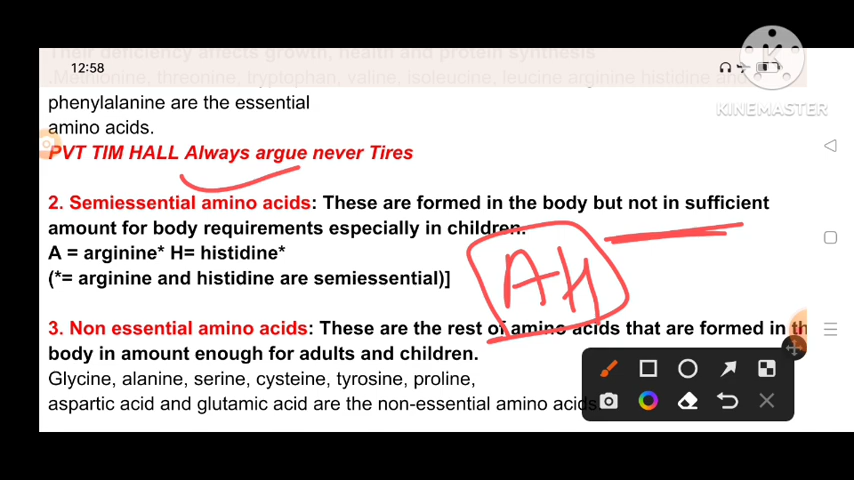 Their deficiency affects growth, health and protein synthesis
12:58
.Methionine, threonine, tryptophan, valine, isoleucine, leucine arginine histidine and
KINEMASTER
phenylalanine are the essential
amino acids.
PVT TIM HALL Always argue never Tires
2. Semiessential amino acids: These are formed in the body but not in sufficient
amount for body requirements especially in children.
A = arginine* H= histidine*
(*= arginine and histidine are semiessential)]
AH
3. Non essential amino acids: These are the rest of amino acids that are formed in th
body in amount enough for adults and children.
Glycine, alanine, serine, cysteine, tyrosine, proline,
aspartic acid and glutamic acid are the non-essential amino acids